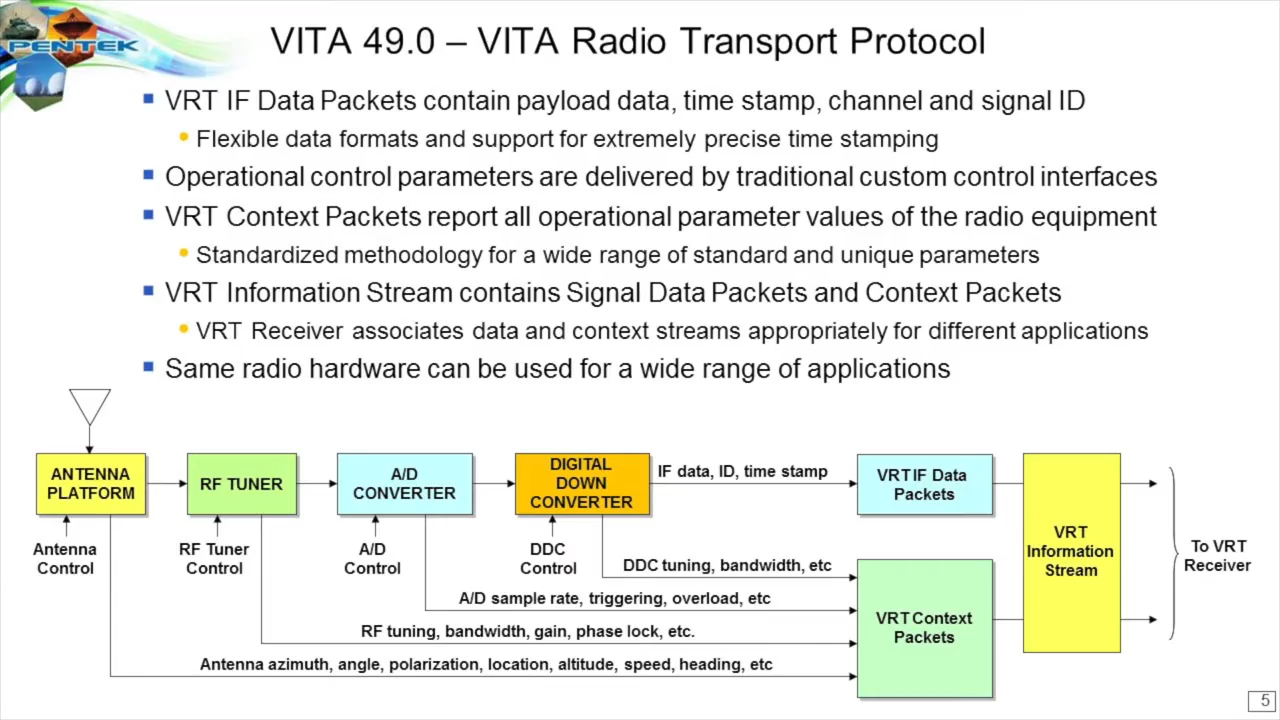 PENTEK
VITA 49.0 – VITA Radio Transport Protocol
VRT IF Data Packets contain payload data, time stamp, channel and signal ID
Flexible data formats and support for extremely precise time stamping
Operational control parameters are delivered by traditional custom control interfaces
VRT Context Packets report all operational parameter values of the radio equipment
Standardized methodology for a wide range of standard and unique parameters
VRT Information Stream contains Signal Data Packets and Context Packets
VRT Receiver associates data and context streams appropriately for different applications
Same radio hardware can be used for a wide range of applications
ANTENNA
PLATFORM
RF TUNER
A/D
CONVERTER
DIGITAL
DOWN
CONVERTER
IF data, ID, time stamp
VRT IF Data
Packets
VRT
Information
Stream
To VRT
Receiver
Antenna
Control
RF Tuner
Control
A/D
Control
DDC
Control
DDC tuning, bandwidth, etc
A/D sample rate, triggering, overload, etc
RF tuning, bandwidth, gain, phase lock, etc.
Antenna azimuth, angle, polarization, location, altitude, speed, heading, etc
VRT Context
Packets
5